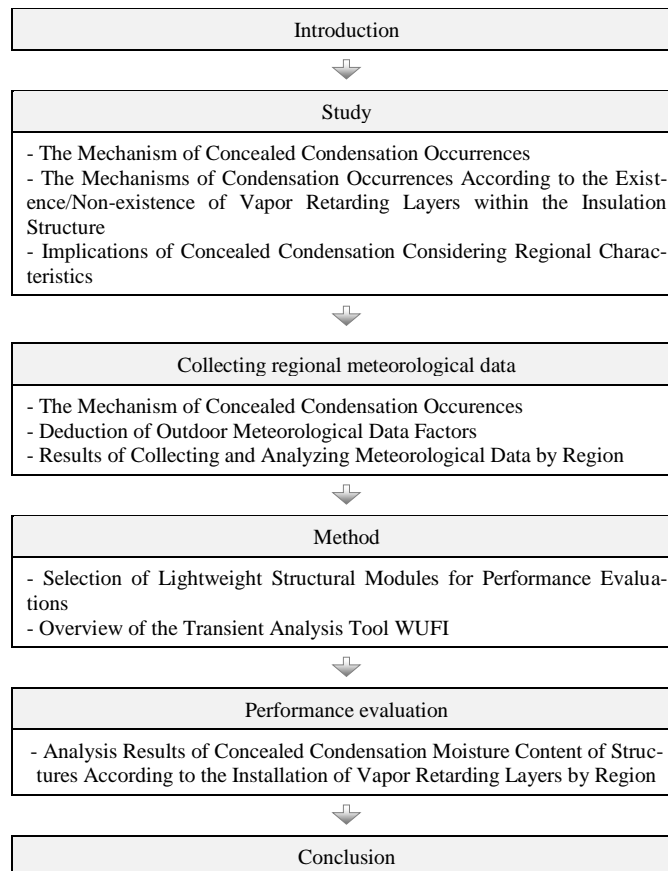 Introduction
Study
- The Mechanism of Concealed Condensation Occurrences
- The Mechanisms of Condensation Occurrences According to the Exist-
ence/Non-existence of Vapor Retarding Layers within the Insulation
Structure
- Implications of Concealed Condensation Considering Regional Charac-
teristics
Collecting regional meteorological data
- The Mechanism of Concealed Condensation Occurences
- Deduction of Outdoor Meteorological Data Factors
- Results of Collecting and Analyzing Meteorological Data by Region
Method
- Selection of Lightweight Structural Modules for Performance Evalua-
tions
- Overview of the Transient Analysis Tool WUFI
Performance evaluation
- Analysis Results of Concealed Condensation Moisture Content of Struc-
tures According to the Installation of Vapor Retarding Layers by Region
Conclusion